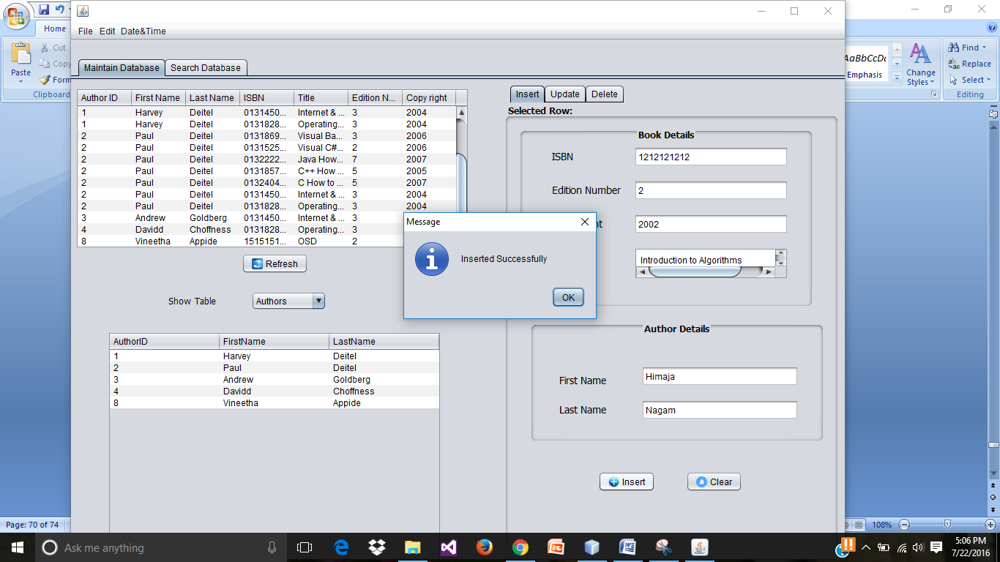 Home
Cut
Copy
Form
Paste
Clipboard
File Edit Date&Time
Maintain Database Search Database
Author ID First Name Last Name ISBN Title Edition N... Copy right
1 Harvey Deitel 0131450... Internet & ... 3 2004
1 Harvey Deitel 0131828... Operating... 3 2004
2 Paul Deitel 0131869... Visual Ba... 3 2006
2 Paul Deitel 0131525... Visual C#... 2 2006
2 Paul Deitel 0132222... Java How... 7 2007
2 Paul Deitel 0131857... C++ How ... 5 2005
2 Paul Deitel 0132404... C How to ... 5 2007
2 Paul Deitel 0131450... Internet & ... 3 2004
2 Paul Deitel 0131828... Operating... 3 2004
3 Andrew Goldberg 0131450... Internet & ... 3
4 Davidd Choffness 0131828... Operating... 3
8 Vineetha Appide 1515151... OSD 2
Refresh
Show Table Authors
AuthorID FirstName LastName
1 Harvey Deitel
2 Paul Deitel
3 Andrew Goldberg
4 Davidd Choffness
8 Vineetha Appide
Message
Inserted Successfully
OK
Insert Update Delete
Selected Row:
Book Details
ISBN 1212121212
Edition Number 2
2002
Introduction to Algorithms
Author Details
First Name Himaja
Last Name Nagam
Insert Clear
AaBbCcDc
Emphasis
Change
Styles
Find
Replace
Select
Editing
Page: 70 of 74
108%
Ask me anything
5:06 PM
7/22/2016